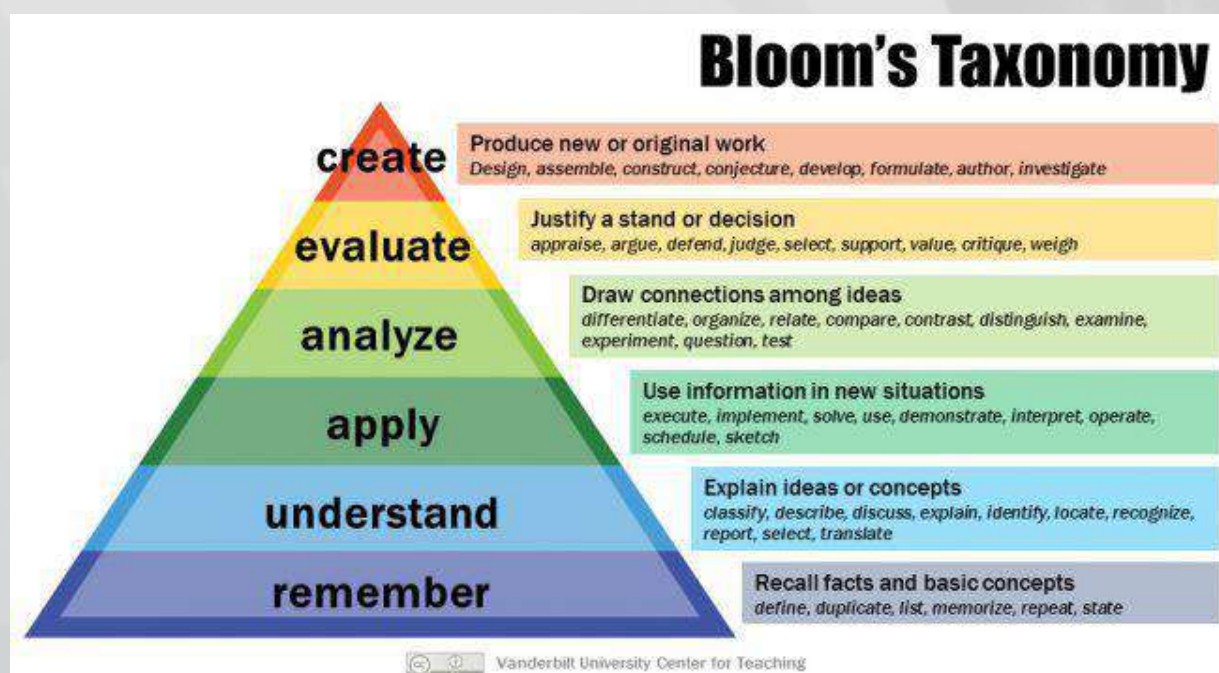 Bloom's Taxonomy
create
Produce new or original work
Design, assemble, construct, conjecture, develop, formulate, author, investigate
evaluate
Justify a stand or decision
appraise, argue, defend, judge, select, support, value, critique, weigh
analyze
Draw connections among ideas
differentiate, organize, relate, compare, contrast, distinguish, examine,
experiment, question, test
apply
Use information in new situations
execute, implement, solve, use, demonstrate, interpret, operate,
schedule, sketch
understand
Explain ideas or concepts
classify, describe, discuss, explain, identify, locate, recognize,
report, select, translate
remember
Recall facts and basic concepts
define, duplicate, list, memorize, repeat, state
cc Vanderbilt University Center for Teaching